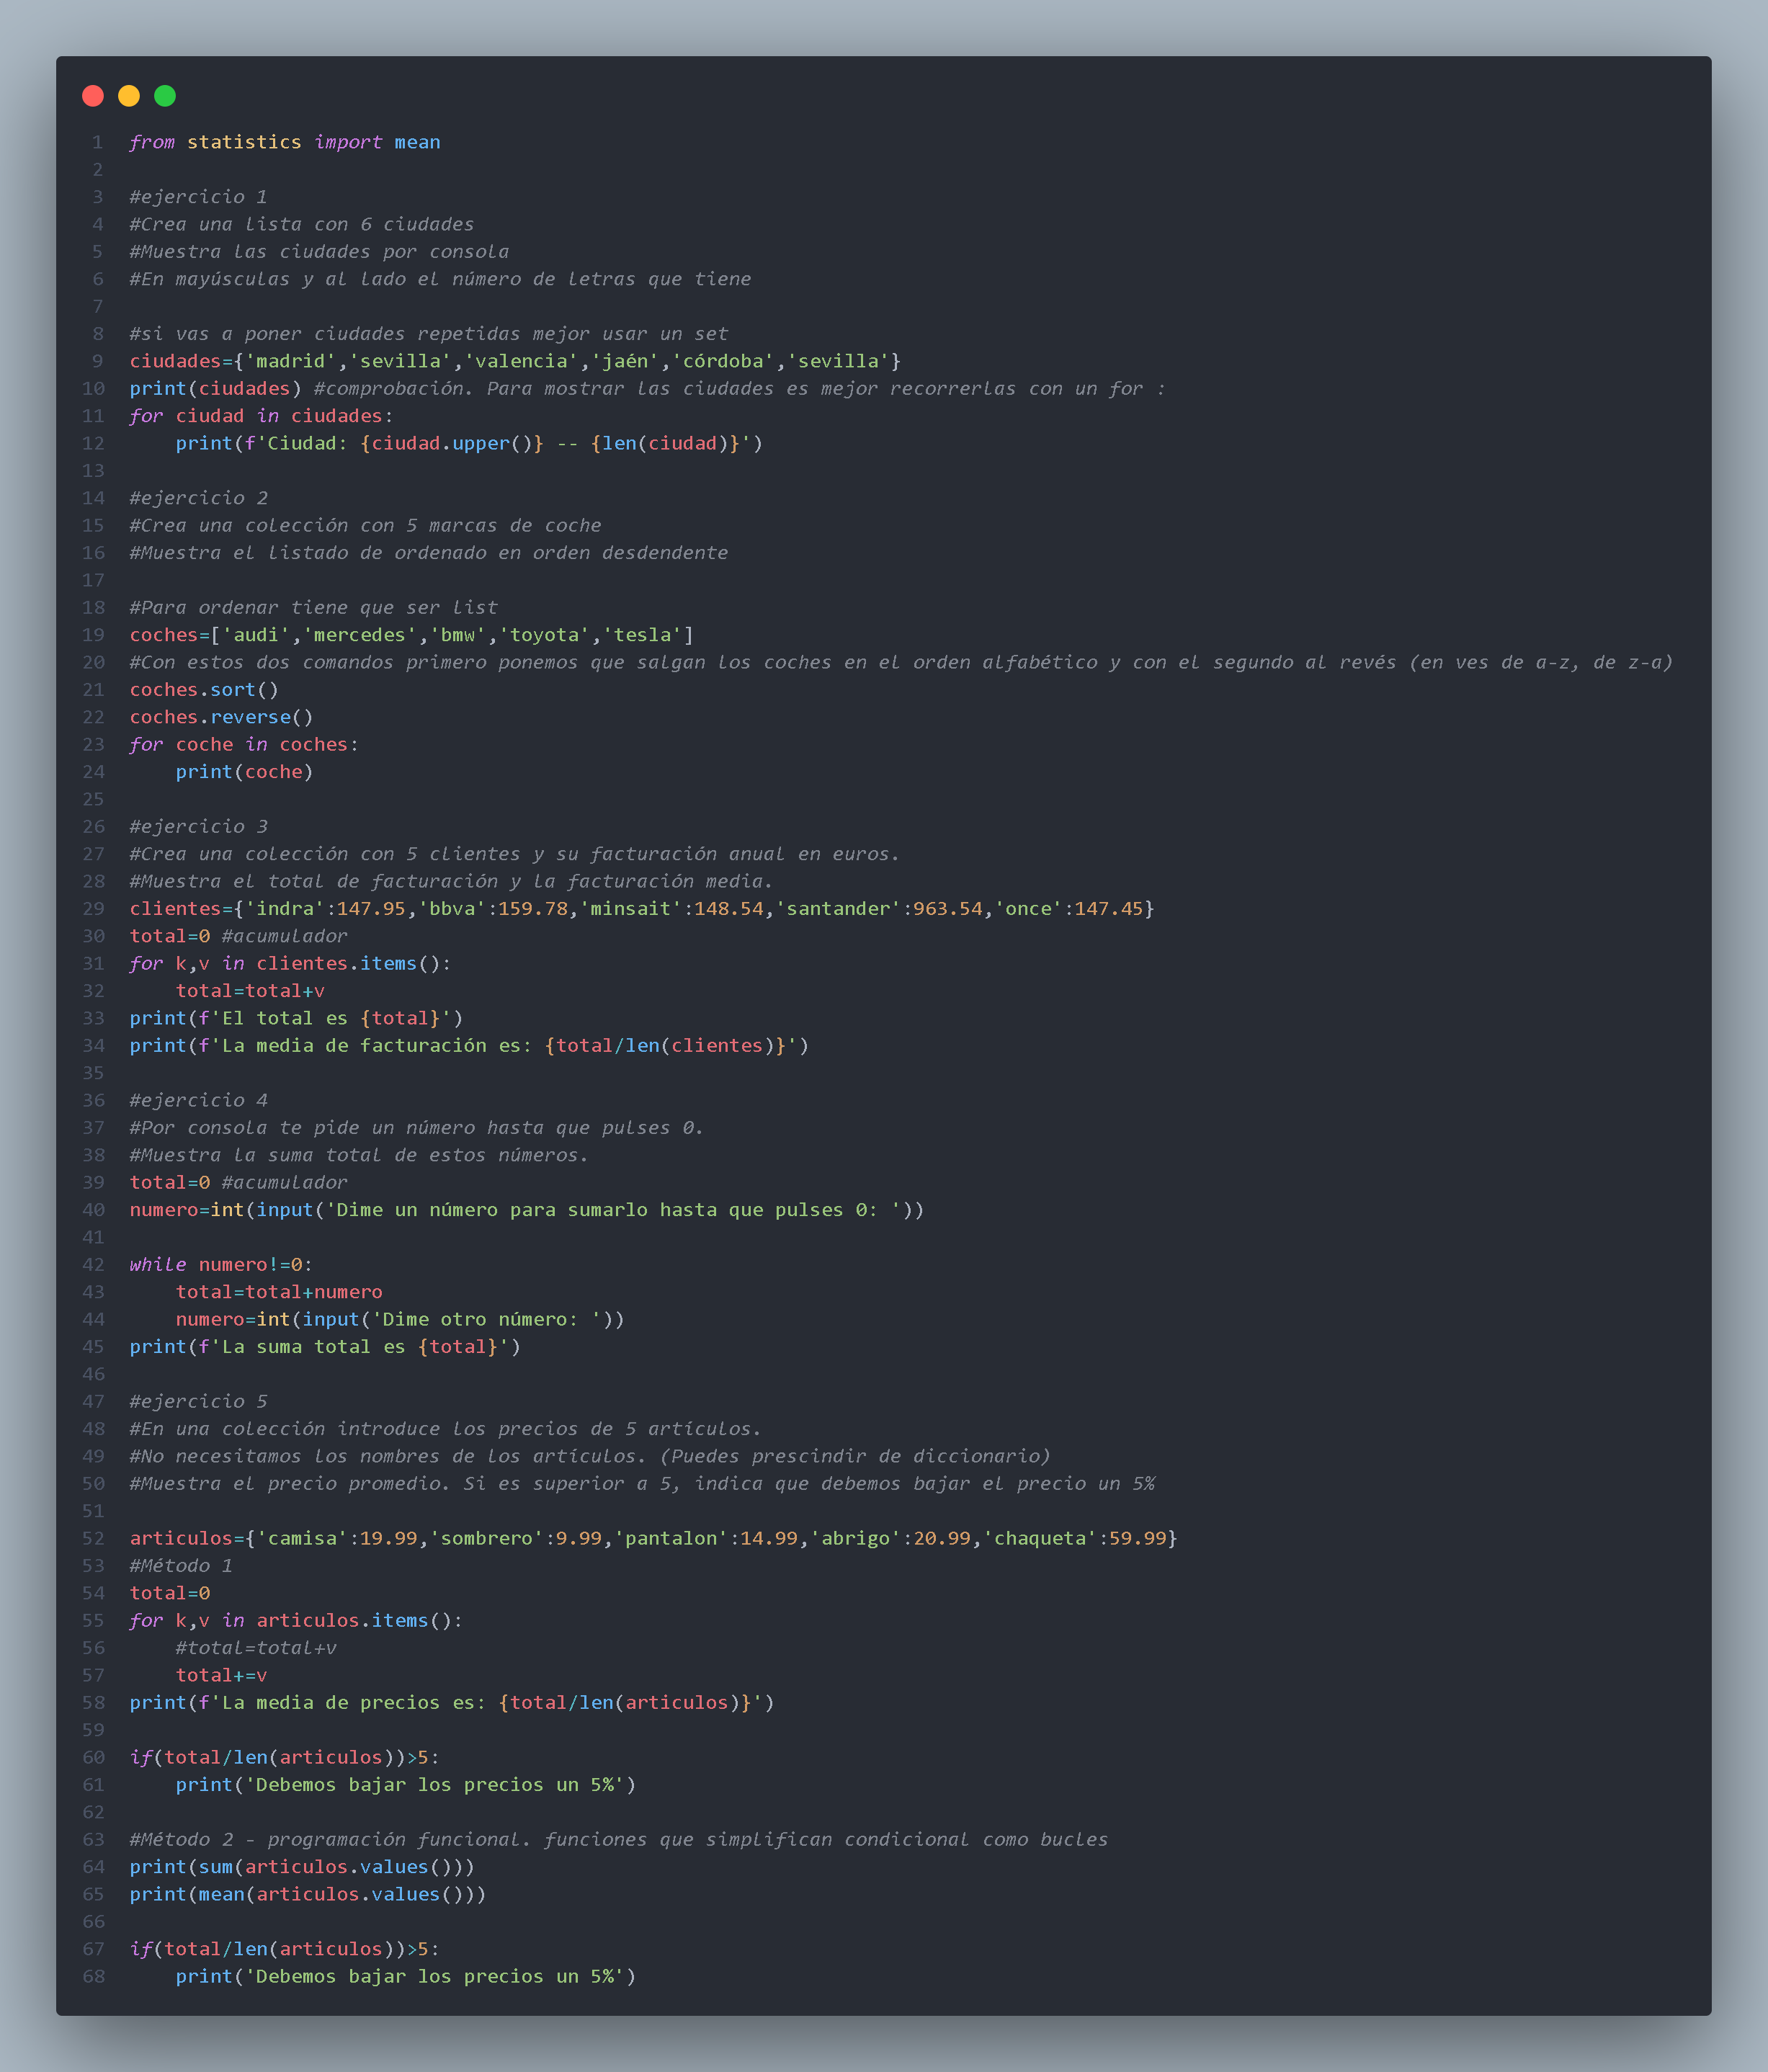 1 from statistics import mean
2
3 #ejercicio 1
4 #Crea una lista con 6 ciudades
5 #Muestra las ciudades por consola
6 #En mayúsculas y al lado el número de letras que tiene
7
8 #si vas a poner ciudades repetidas mejor usar un set
9 ciudades={'madrid','sevilla','valencia','jaén','córdoba','sevilla'}
10 print(ciudades) #comprobación. Para mostrar las ciudades es mejor recorrerlas con un for :
11 for ciudad in ciudades:
12     print(f'Ciudad: {ciudad.upper()} -- {len(ciudad)}')
13
14 #ejercicio 2
15 #Crea una colección con 5 marcas de coche
16 #Muestra el listado de ordenado en orden desdendente
17
18 #Para ordenar tiene que ser list
19 coches=['audi','mercedes','bmw','toyota','tesla']
20 #Con estos dos comandos primero ponemos que salgan los coches en el orden alfabético y con el segundo al revés (en ves de a-z, de z-a)
21 coches.sort()
22 coches.reverse()
23 for coche in coches:
24     print(coche)
25
26 #ejercicio 3
27 #Crea una colección con 5 clientes y su facturación anual en euros.
28 #Muestra el total de facturación y la facturación media.
29 clientes={'indra':147.95,'bbva':159.78,'minsait':148.54,'santander':963.54,'once':147.45}
30 total=0 #acumulador
31 for k,v in clientes.items():
32     total=total+v
33 print(f'El total es {total}')
34 print(f'La media de facturación es: {total/len(clientes)}')
35
36 #ejercicio 4
37 #Por consola te pide un número hasta que pulses 0.
38 #Muestra la suma total de estos números.
39 total=0 #acumulador
40 numero=int(input('Dime un número para sumarlo hasta que pulses 0: '))
41
42 while numero!=0:
43     total=total+numero
44     numero=int(input('Dime otro número: '))
45 print(f'La suma total es {total}')
46
47 #ejercicio 5
48 #En una colección introduce los precios de 5 artículos.
49 #No necesitamos los nombres de los artículos. (Puedes prescindir de diccionario)
50 #Muestra el precio promedio. Si es superior a 5, indica que debemos bajar el precio un 5%
51
52 articulos={'camisa':19.99,'sombrero':9.99,'pantalon':14.99,'abrigo':20.99,'chaqueta':59.99}
53 #Método 1
54 total=0
55 for k,v in articulos.items():
56     #total=total+v
57     total+=v
58 print(f'La media de precios es: {total/len(articulos)}')
59
60 if(total/len(articulos))>5:
61     print('Debemos bajar los precios un 5%')
62
63 #Método 2 - programación funcional. funciones que simplifican condicional como bucles
64 print(sum(articulos.values()))
65 print(mean(articulos.values()))
66
67 if(total/len(articulos))>5:
68     print('Debemos bajar los precios un 5%')